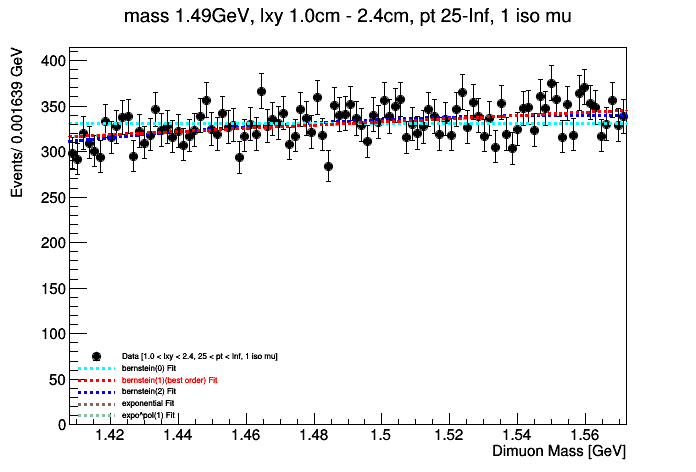 mass 1.49GeV, lxy 1.0cm - 2.4cm, pt 25-Inf, 1 iso mu
Events/ 0.001639 GeV
400
350
300
250
200
150
100
50
0
Data [1.0 < lxy < 2.4, 25 < pt < Inf, 1 iso mu]
bernstein(0) Fit
bernstein(1)(best order) Fit
bernstein(2) Fit
exponential Fit
expo*pol(1) Fit
1.42 1.44 1.46 1.48 1.5 1.52 1.54 1.56
Dimuon Mass [GeV]